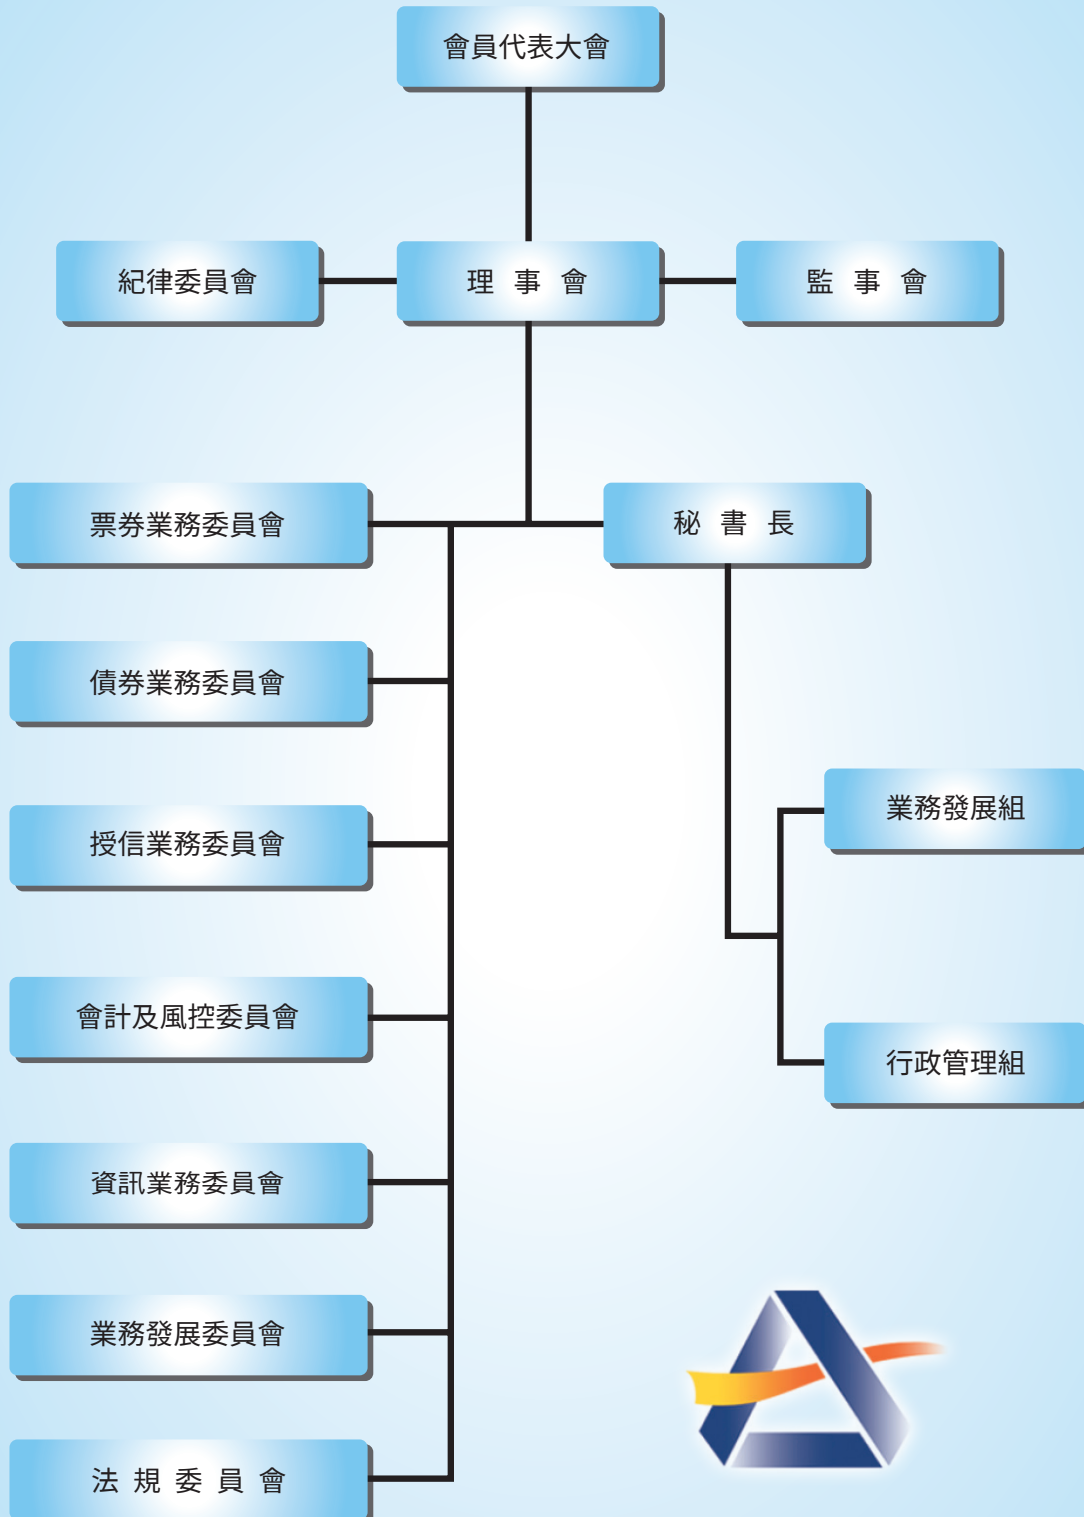 會員代表大會
紀律委員會
理事會
監事會
票券業務委員會
秘書長
債券業務委員會
授信業務委員會
業務發展組
會計及風控委員會
行政管理組
資訊業務委員會
業務發展委員會
法規委員會